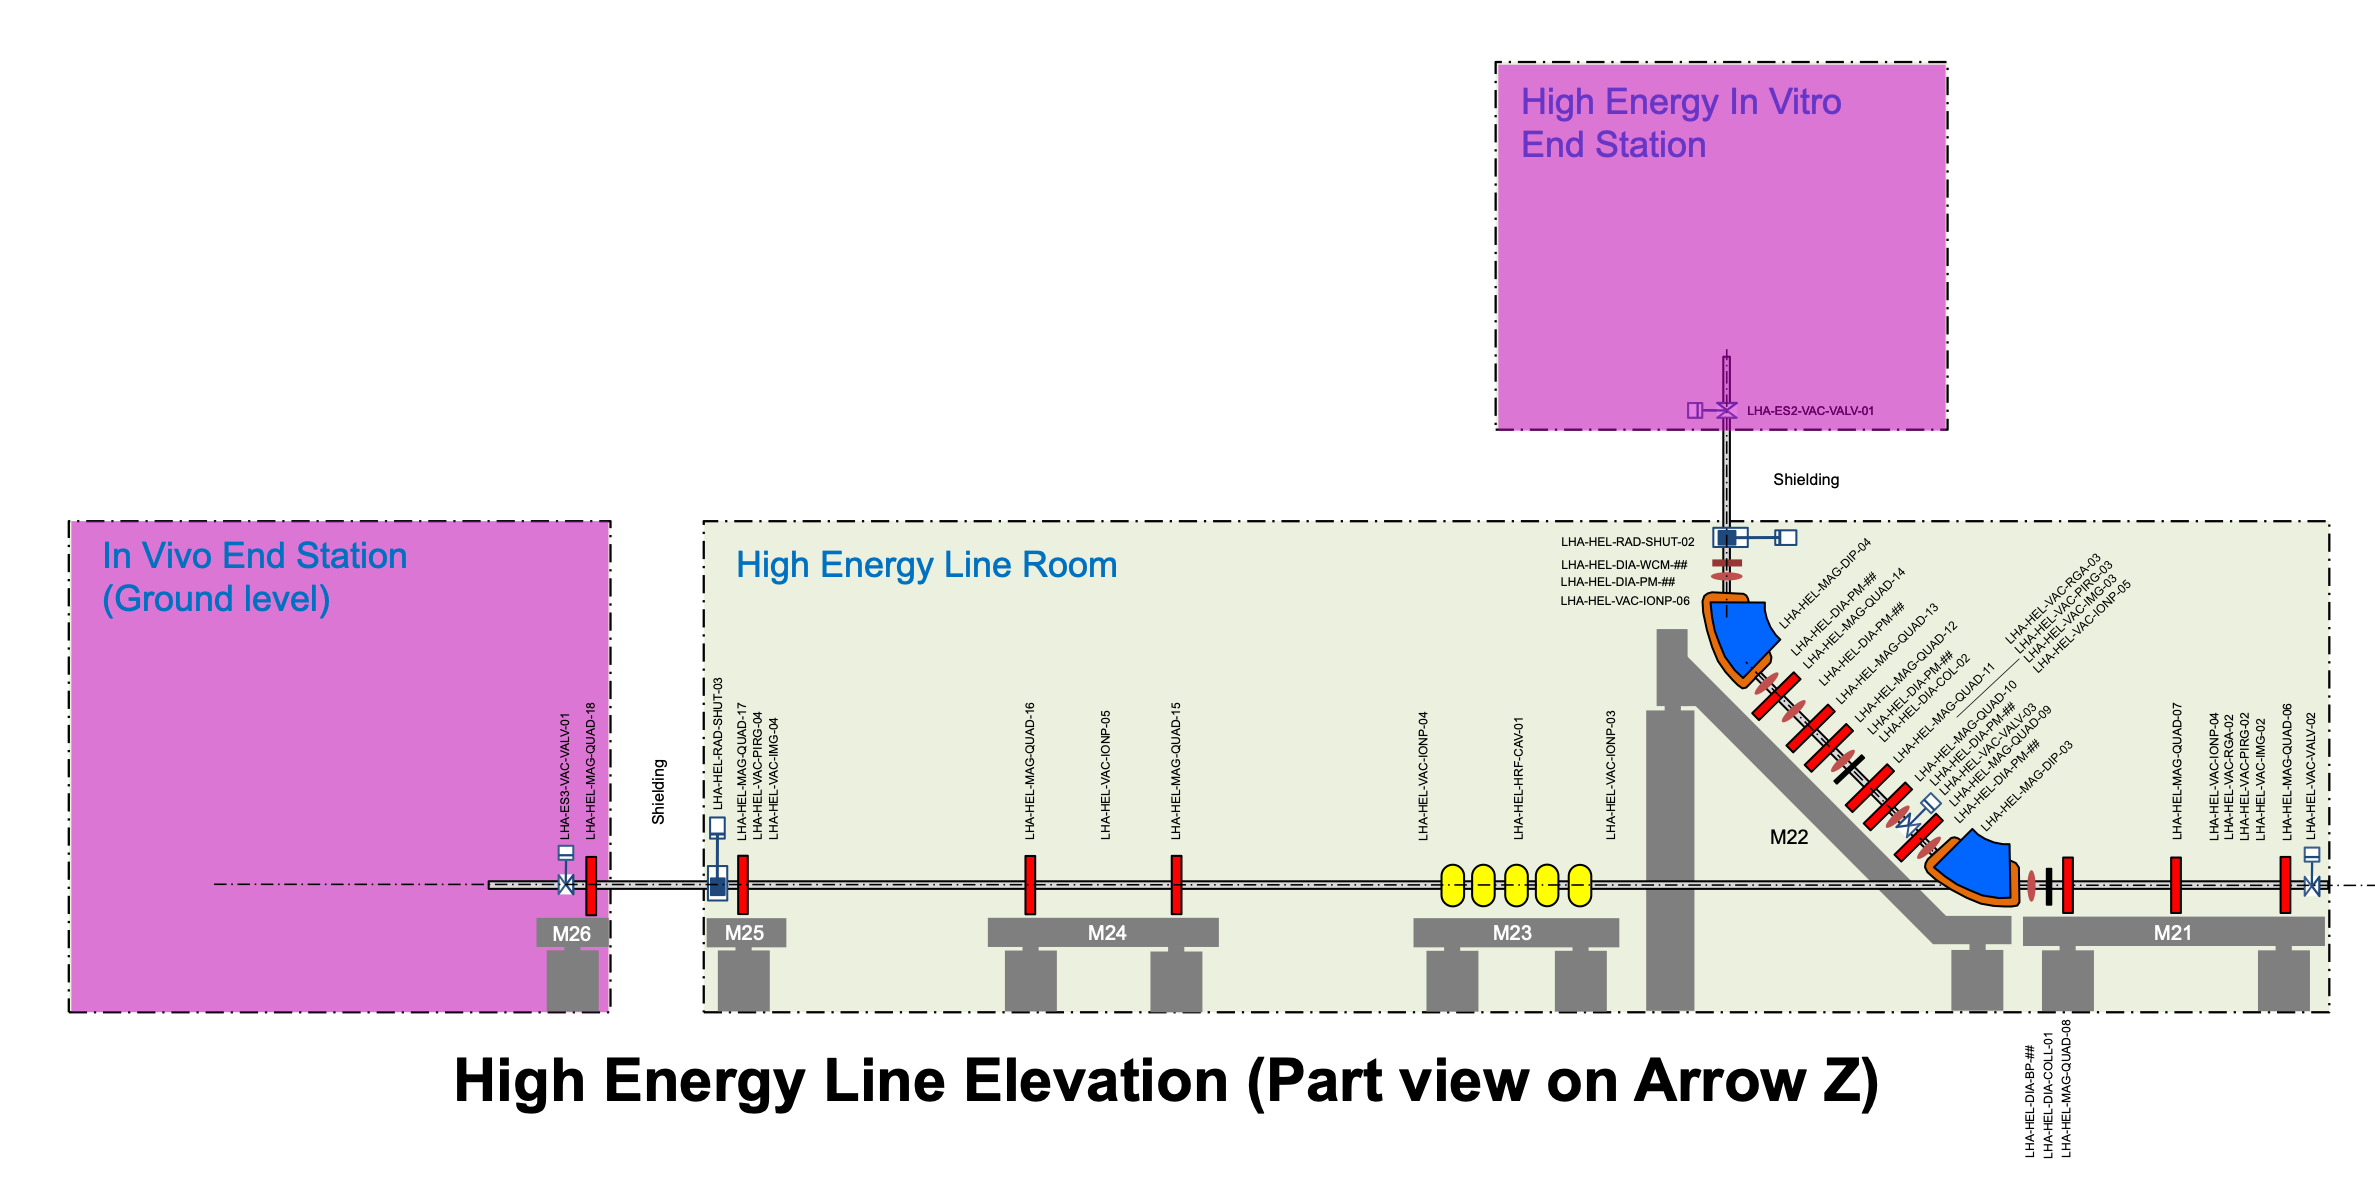 High Energy In Vitro
End Station
LHA-ES2-VAC-VALV-01
Shielding
In Vivo End Station
(Ground level)
High Energy Line Room
LHA-HEL-RAD-SHUT-02
LHA-HEL-DIA-WCM-##
LHA-HEL-DIA-PM-##
LHA-HEL-VAC-IONP-06
LHA-HEL-MAG-DIP-04
LHA-HEL-DIA-PM-##
LHA-HEL-MAG-QUAD-14
LHA-HEL-DIA-PM-##
LHA-HEL-MAG-QUAD-13
LHA-HEL-MAG-QUAD-12
LHA-HEL-DIA-PM-##
LHA-HEL-DIA-COL-02
LHA-HEL-MAG-QUAD-11
LHA-HEL-VAC-RGA-03
LHA-HEL-VAC-PIRG-03
LHA-HEL-VAC-IMG-03
LHA-HEL-VAC-IONP-05
LHA-HEL-MAG-QUAD-10
LHA-HEL-DIA-PM-##
LHA-HEL-VAC-VALV-03
LHA-HEL-MAG-QUAD-09
LHA-HEL-DIA-PM-##
LHA-HEL-MAG-DIP-03
LHA-ES3-VAC-VALV-01
LHA-HEL-MAG-QUAD-18
Shielding
LHA-HEL-RAD-SHUT-03
LHA-HEL-MAG-QUAD-17
LHA-HEL-VAC-PIRG-04
LHA-HEL-VAC-IMG-04
LHA-HEL-MAG-QUAD-16
LHA-HEL-VAC-IONP-05
LHA-HEL-MAG-QUAD-15
LHA-HEL-VAC-IONP-04
LHA-HEL-HRF-CAV-01
LHA-HEL-VAC-IONP-03
M22
LHA-HEL-MAG-QUAD-07
LHA-HEL-VAC-IONP-04
LHA-HEL-VAC-RGA-02
LHA-HEL-VAC-PIRG-02
LHA-HEL-VAC-IMG-02
LHA-HEL-MAG-QUAD-06
LHA-HEL-VAC-VALV-02
M26
M25
M24
M23
M21
LHA-HEL-DIA-BP-##
LHA-HEL-DIA-COLL-01
LHA-HEL-MAG-QUAD-08
High Energy Line Elevation (Part view on Arrow Z)